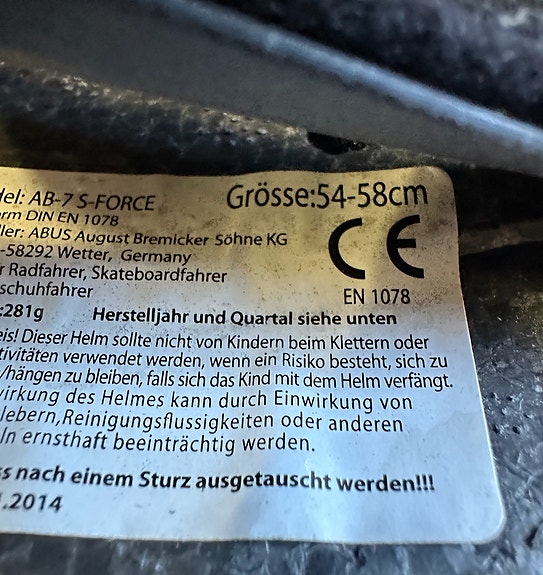 el: AB-7 S-FORCE Grösse:54-58cm
rm DIN EN 1078
ller: ABUS August Bremicker Söhne KG
-58292 Wetter, Germany
r Radfahrer, Skateboardfahrer
schuhfahrer
CE
EN 1078
:281g Herstelljahr und Quartal siehe unten
eis! Dieser Helm sollte nicht von Kindern beim Klettern oder
tivitäten verwendet werden, wenn ein Risiko besteht, sich zu
/hängen zu bleiben, falls sich das Kind mit dem Helm verfängt.
irkung des Helmes kann durch Einwirkung von
lebern,Reinigungsflussigkeiten oder anderen
ln ernsthaft beeinträchtig werden.
s nach einem Sturz ausgetauscht werden!!!
.2014